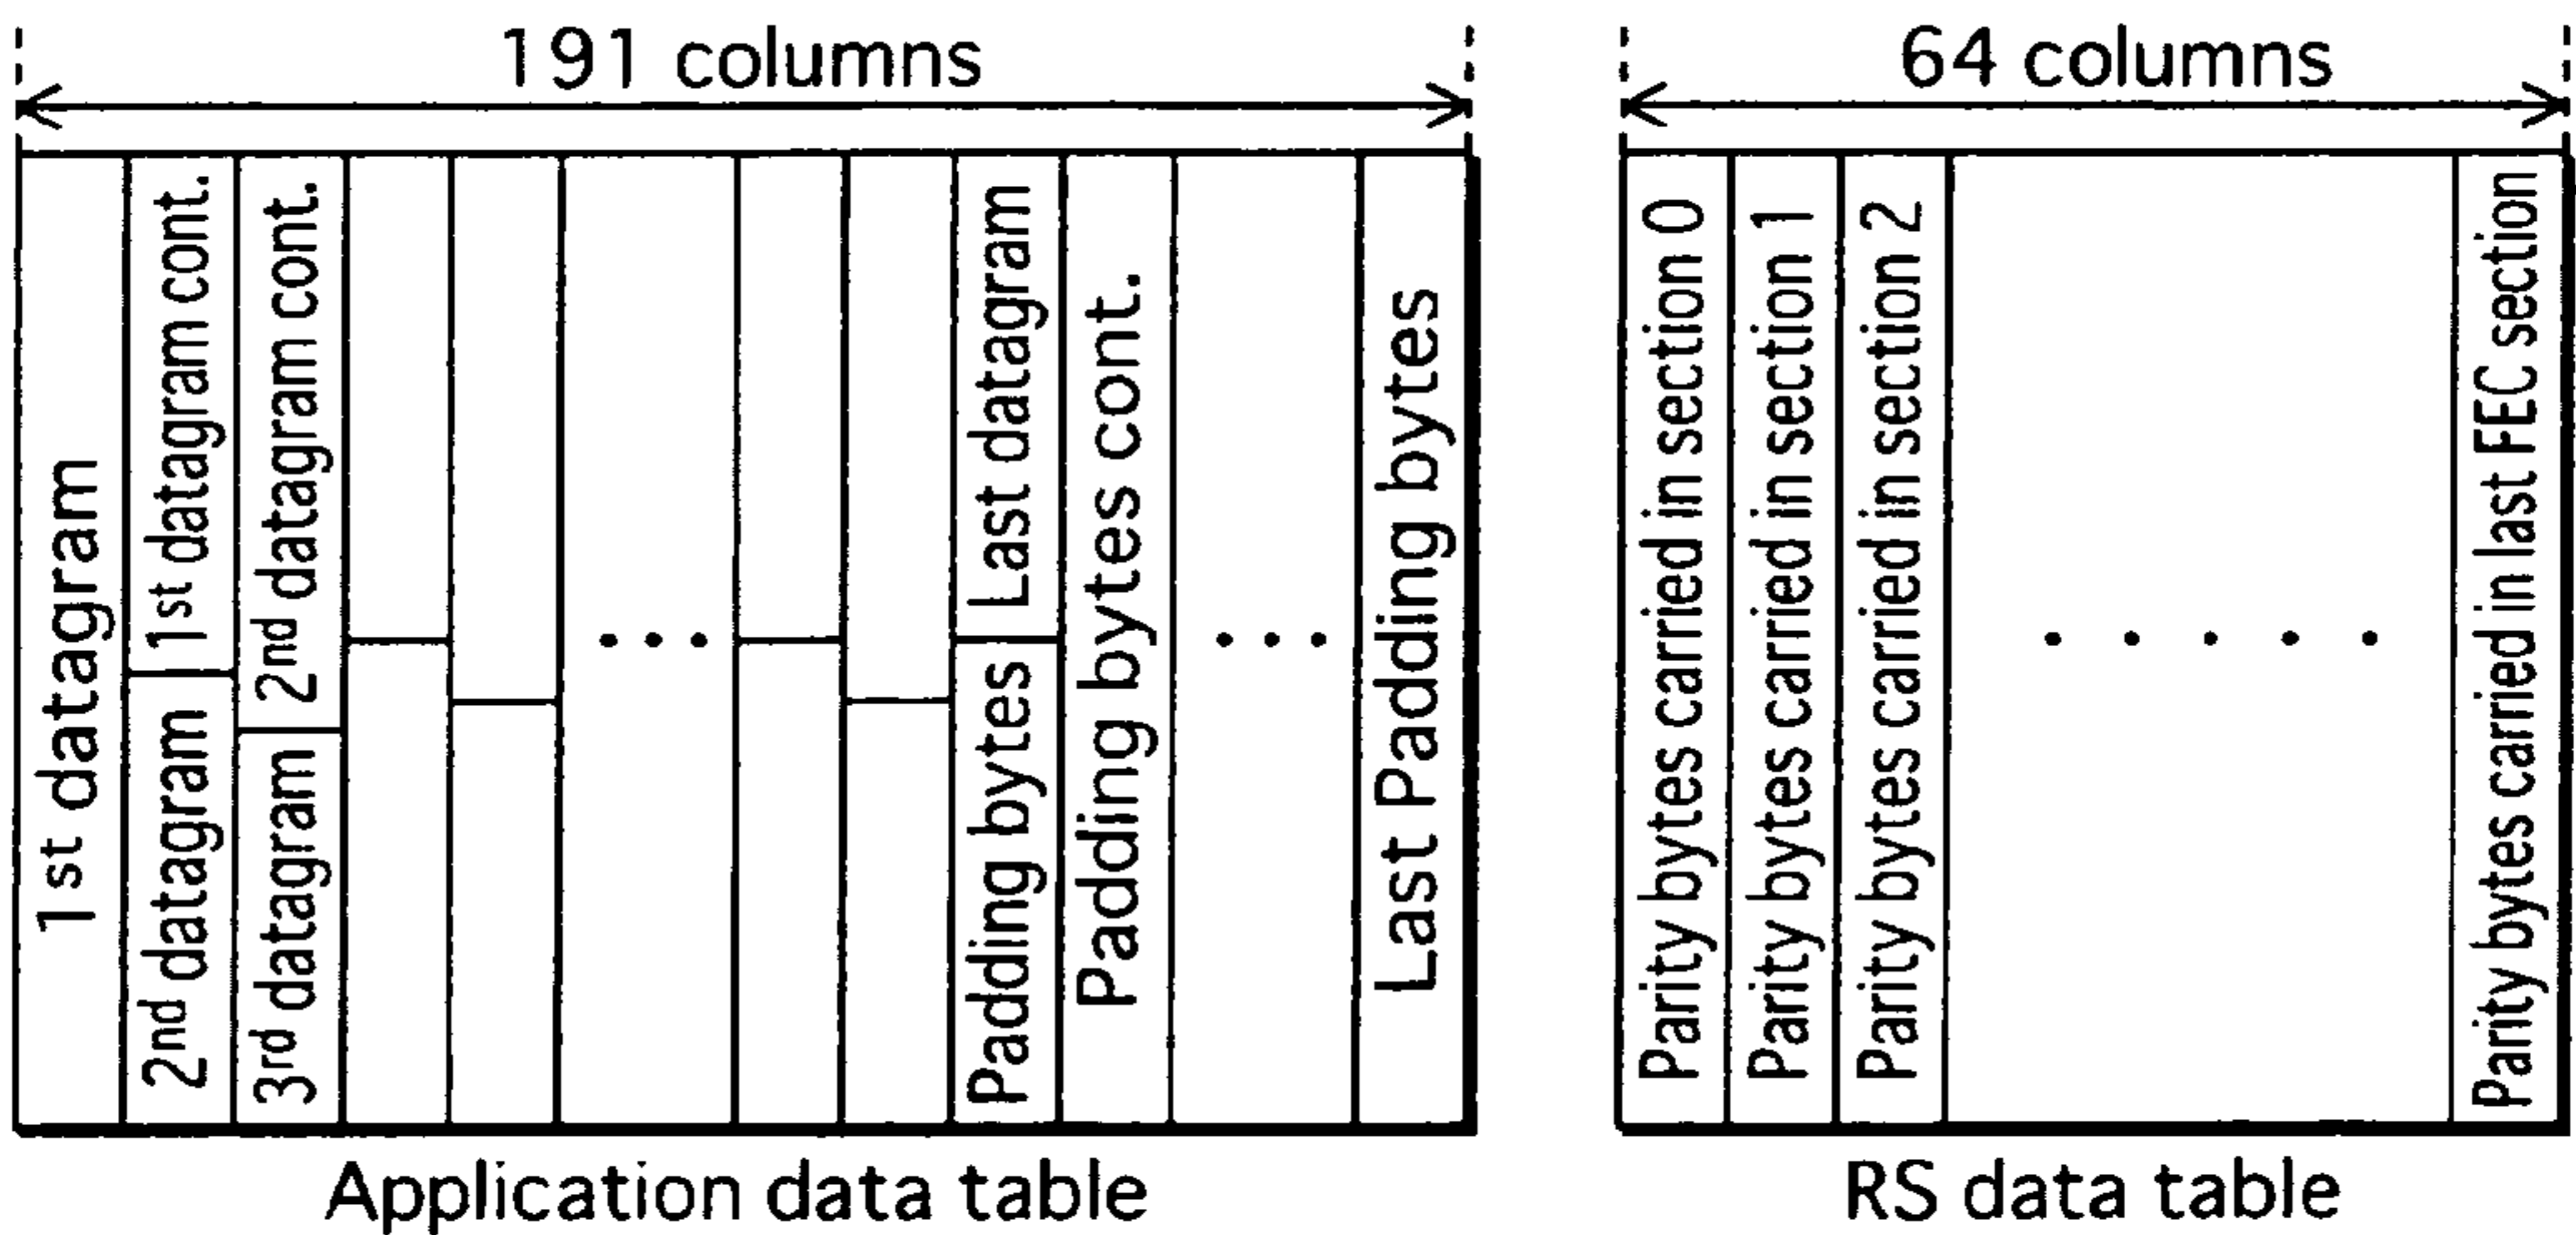 191 columns
64 columns
1st datagram
1st datagram cont.
2nd datagram
2nd datagram cont.
3rd datagram
. . .
Last datagram
Padding bytes
Padding bytes cont.
. . .
Last Padding bytes
Parity bytes carried in section 0
Parity bytes carried in section 1
Parity bytes carried in section 2
. . . . .
Parity bytes carried in last FEC section
Application data table
RS data table